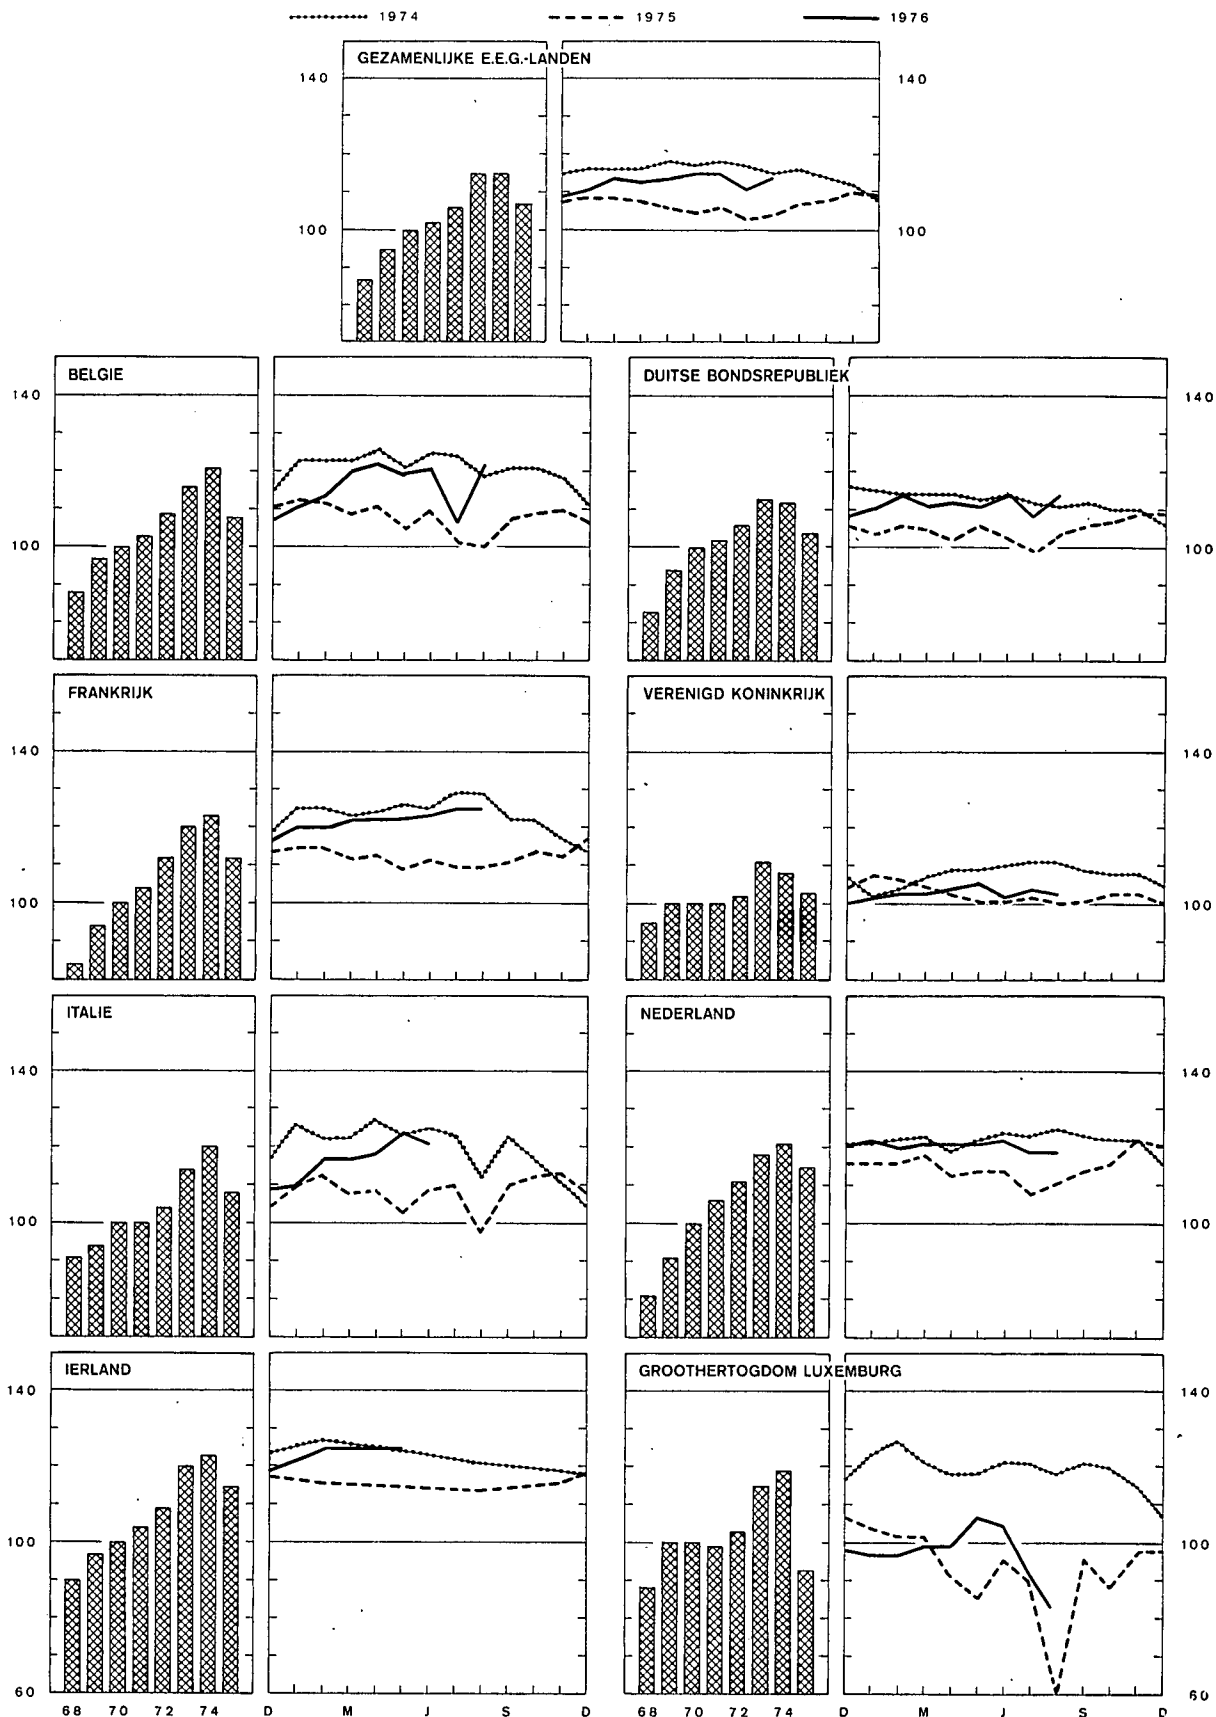 1974 1975 1976
GEZAMENLIJKE E.E.G.-LANDEN
140 140
100 100
BELGIE DUITSE BONDSREPUBLIEK
140 140
100 100
FRANKRIJK VERENIGD KONINKRIJK
140 140
100 100
ITALIE NEDERLAND
140 140
100 100
IERLAND GROOTHERTOGDOM LUXEMBURG
140 140
100 100
60 60
68 70 72 74 D M J S D 68 70 72 74 D M J S D